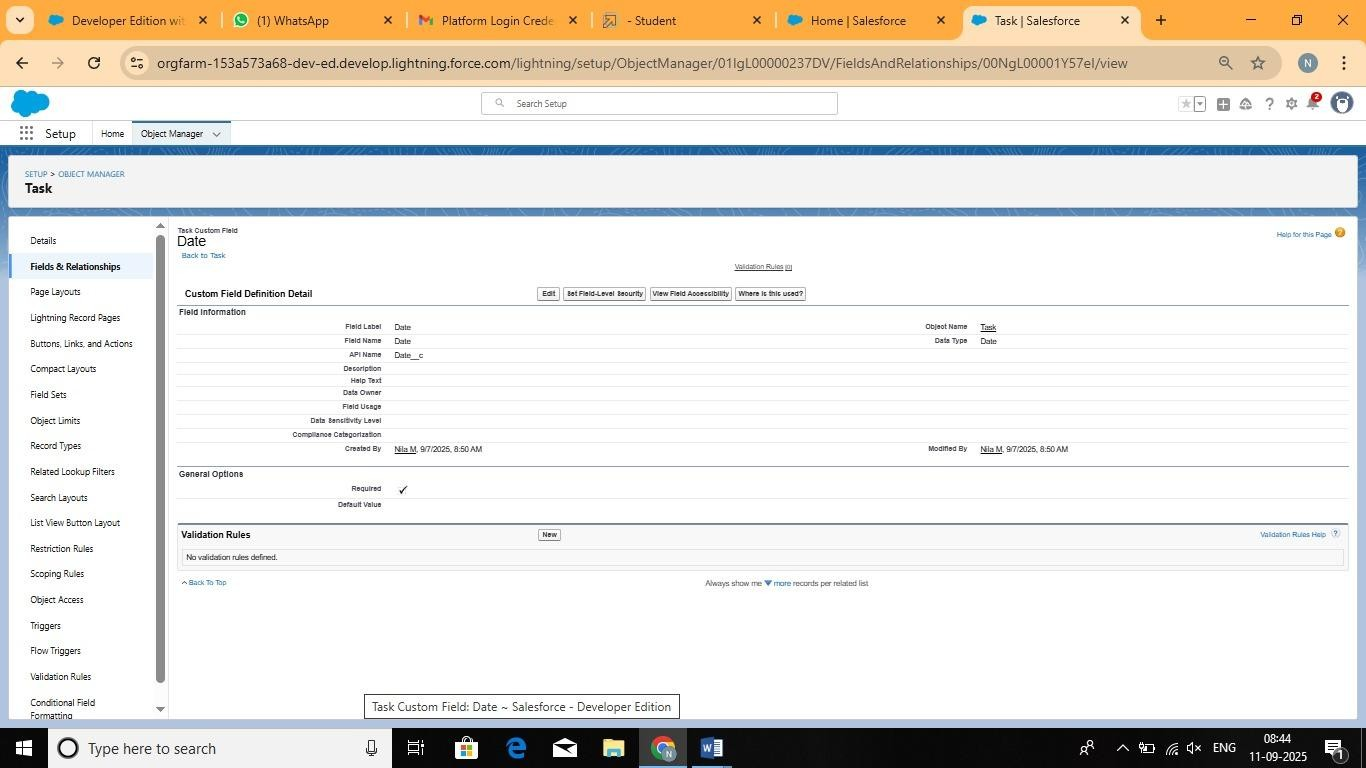 Developer Edition wit
(1) WhatsApp
Platform Login Crede
- Student
Home | Salesforce
Task | Salesforce
orgfarm-153a573a68-dev-ed.develop.lightning.force.com/lightning/setup/ObjectManager/01IgL00000237DV/FieldsAndRelationships/00NgL00001Y57eI/view
N
Search Setup
2
Setup
Home
Object Manager
SETUP > OBJECT MANAGER
Task
Details
Fields & Relationships
Page Layouts
Lightning Record Pages
Buttons, Links, and Actions
Compact Layouts
Field Sets
Object Limits
Record Types
Related Lookup Filters
Search Layouts
List View Button Layout
Restriction Rules
Scoping Rules
Object Access
Triggers
Flow Triggers
Validation Rules
Conditional Field
Formatting
Task Custom Field
Date
Help for this Page
Back to Task
Validation Rules [0]
Custom Field Definition Detail
Edit
Set Field-Level Security
View Field Accessibility
Where is this used?
Field Information
Field Label Date
Object Name Task
Field Name Date
Data Type Date
API Name Date__c
Description
Help Text
Data Owner
Field Usage
Data Sensitivity Level
Compliance Categorization
Created By Nila M, 9/7/2025, 8:50 AM
Modified By Nila M, 9/7/2025, 8:50 AM
General Options
Required ✓
Default Value
Validation Rules
New
Validation Rules Help ?
No validation rules defined.
^ Back To Top
Always show me ▼ more records per related list
Task Custom Field: Date ~ Salesforce - Developer Edition
Type here to search
ENG
08:44
11-09-2025
1